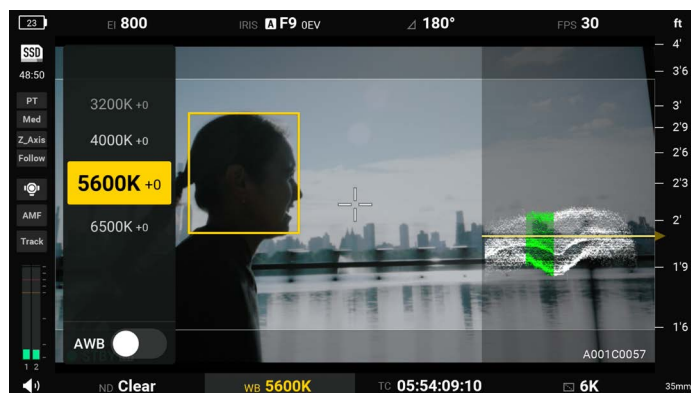 23
EI 800
IRIS A F9 0EV
180°
FPS 30
ft
SSD
48:50
PT
Med
Z_Axis
Follow
AMF
Track
1 2
3200K +0
4000K +0
5600K +0
6500K +0
AWB
4'
3'6
3'
2'9
2'6
2'3
2'
1'9
1'6
A001C0057
ND Clear
WB 5600K
TC 05:54:09:10
6K
35mm